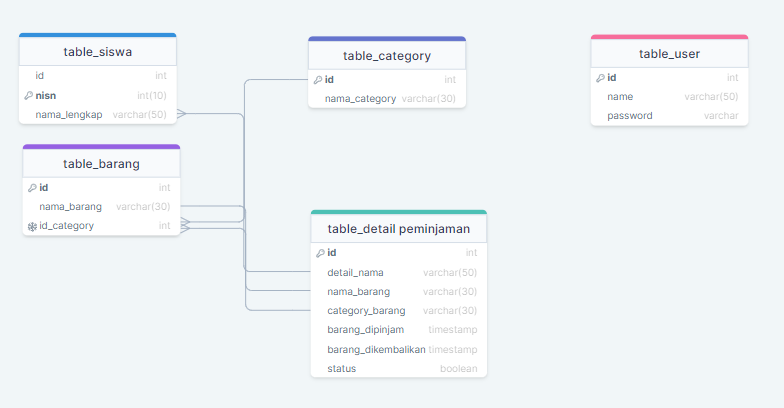 table_siswa
id int
nisn int(10)
nama_lengkap varchar(50)
table_category
id int
nama_category varchar(30)
table_user
id int
name varchar(50)
password varchar
table_barang
id int
nama_barang varchar(30)
id_category int
table_detail peminjaman
id int
detail_nama varchar(50)
nama_barang varchar(30)
category_barang varchar(30)
barang_dipinjam timestamp
barang_dikembalikan timestamp
status boolean